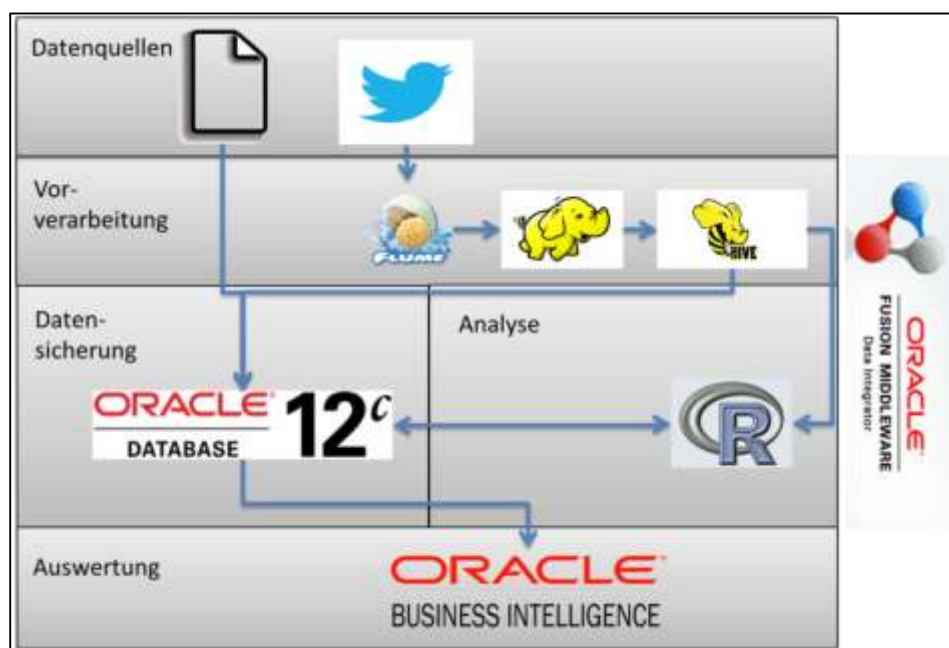 Datenquellen
Vor-
verarbeitung
FLUME
HIVE
Daten-
sicherung
Analyse
ORACLE
DATABASE
12c
R
Auswertung
ORACLE
BUSINESS INTELLIGENCE
ORACLE
FUSION MIDDLEWARE
Data Integrator